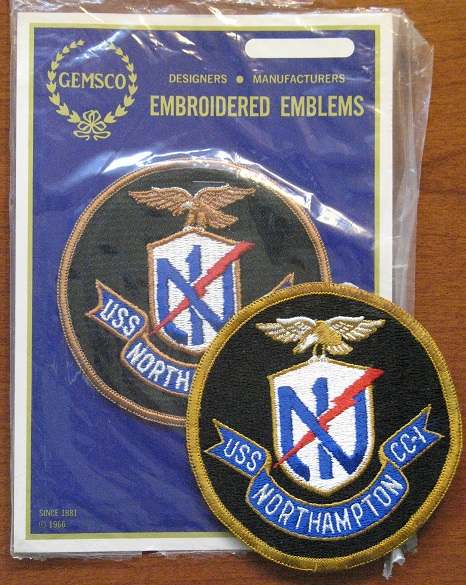 GEMSCO
DESIGNERS • MANUFACTURERS
EMBROIDERED EMBLEMS
USS
NORTH
USS
NORTHAMPTON
CC-1
SINCE 1881
© 1966